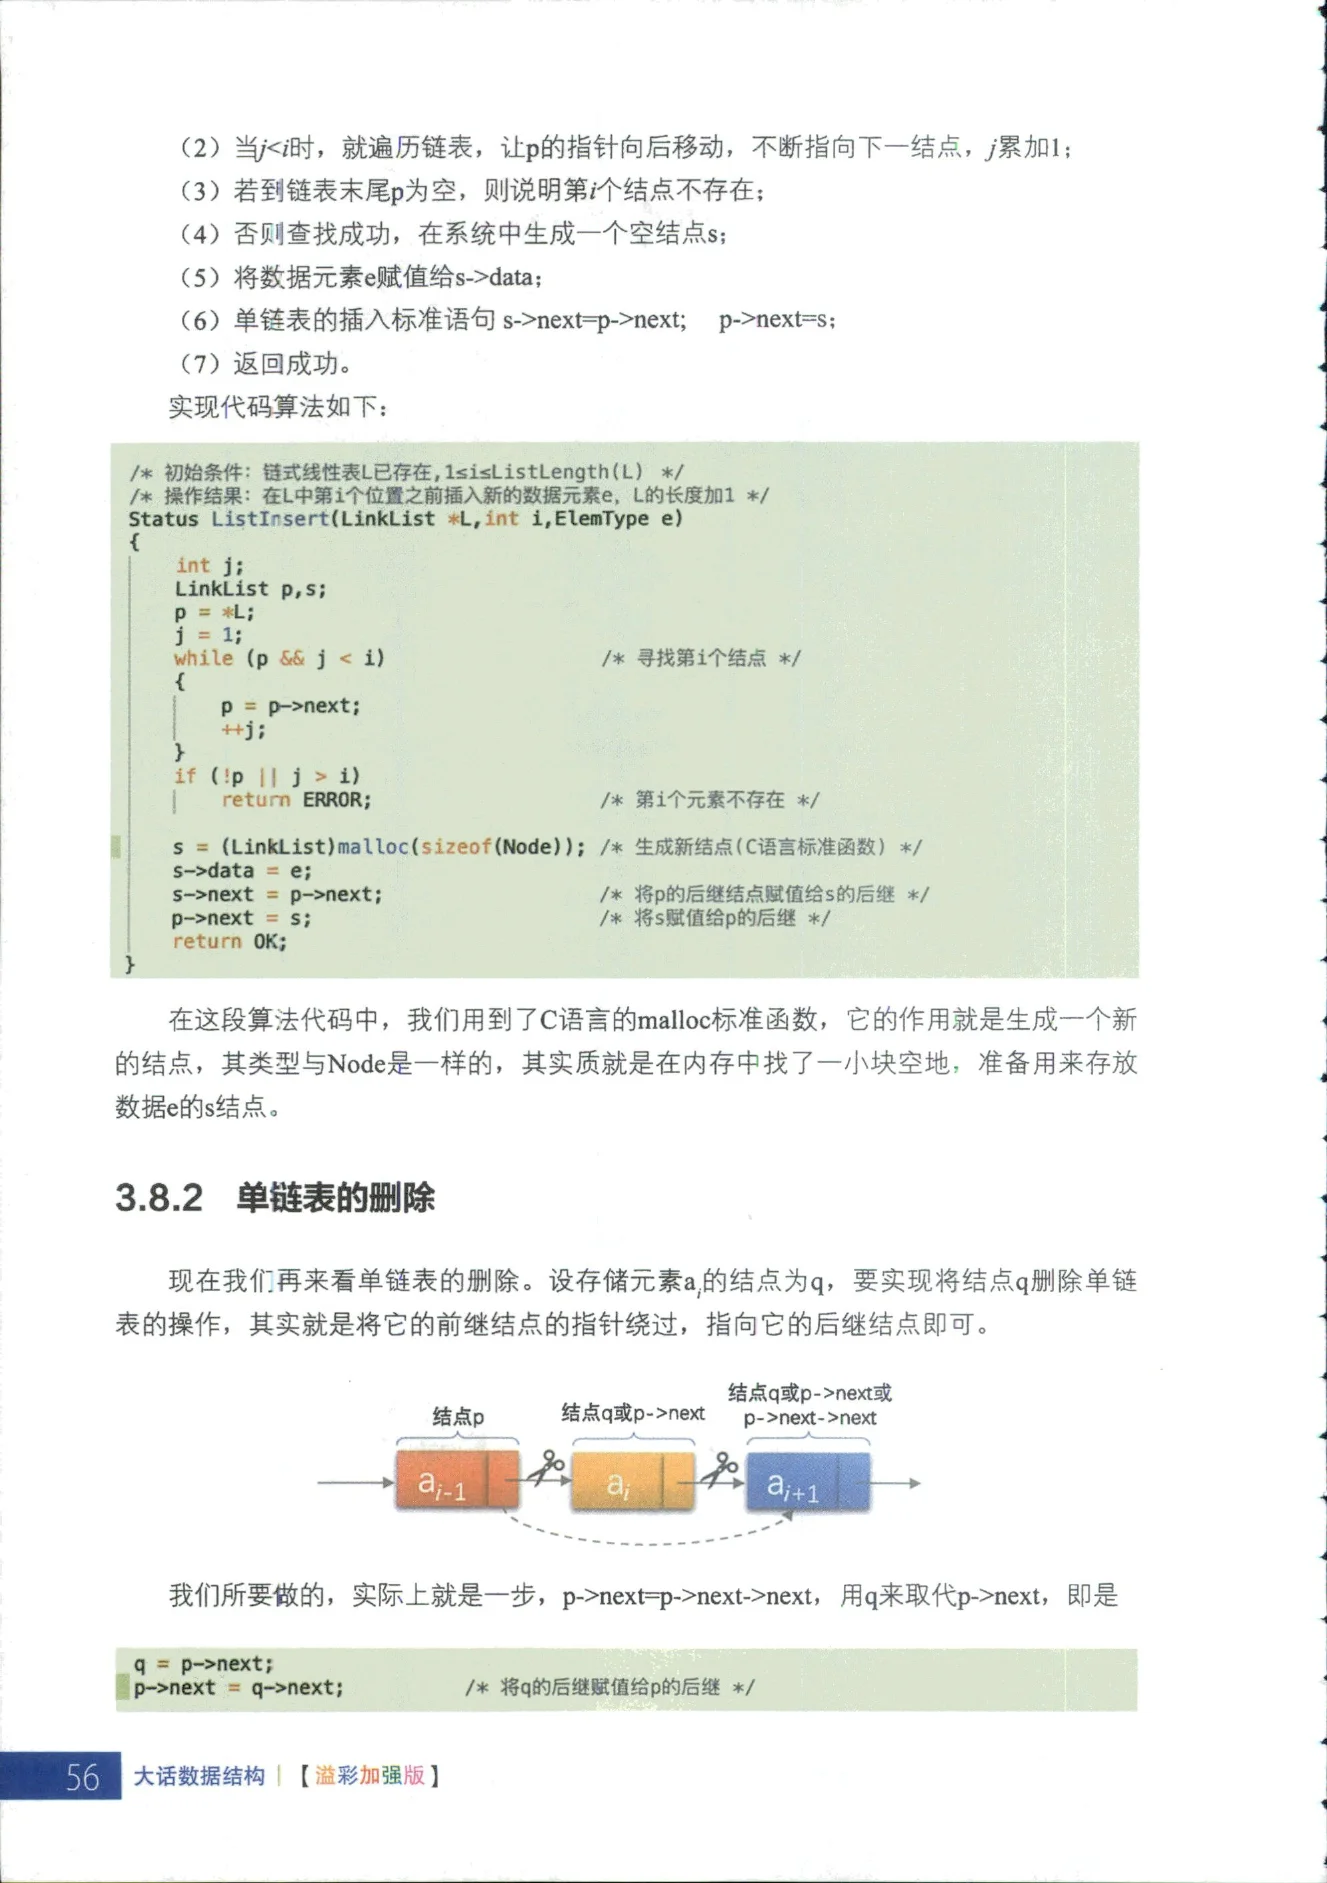 （2）当j<i时，就遍历链表，让p的指针向后移动，不断指向下一结点，j累加1；
（3）若到链表末尾p为空，则说明第i个结点不存在；
（4）否则查找成功，在系统中生成一个空结点s；
（5）将数据元素e赋值给s->data；
（6）单链表的插入标准语句 s->next=p->next;　p->next=s；
（7）返回成功。
实现代码算法如下：
/* 初始条件：链式线性表L已存在,1≤i≤ListLength(L) */
/* 操作结果：在L中第i个位置之前插入新的数据元素e，L的长度加1 */
Status ListInsert(LinkList *L,int i,ElemType e)
{
int j;
LinkList p,s;
p = *L;
j = 1;
while (p && j < i) /* 寻找第i个结点 */
{
p = p->next;
++j;
}
if (!p || j > i)
return ERROR; /* 第i个元素不存在 */
s = (LinkList)malloc(sizeof(Node)); /* 生成新结点(C语言标准函数) */
s->data = e;
s->next = p->next; /* 将p的后继结点赋值给s的后继 */
p->next = s; /* 将s赋值给p的后继 */
return OK;
}
在这段算法代码中，我们用到了C语言的malloc标准函数，它的作用就是生成一个新
的结点，其类型与Node是一样的，其实质就是在内存中找了一小块空地，准备用来存放
数据e的s结点。
3.8.2 单链表的删除
现在我们再来看单链表的删除。设存储元素ai的结点为q，要实现将结点q删除单链
表的操作，其实就是将它的前继结点的指针绕过，指向它的后继结点即可。
结点p
结点q或p->next
结点q或p->next或
p->next->next
ai-1
ai
ai+1
我们所要做的，实际上就是一步，p->next=p->next->next，用q来取代p->next，即是
q = p->next;
p->next = q->next; /* 将q的后继赋值给p的后继 */
56 大话数据结构 | 【溢彩加强版】